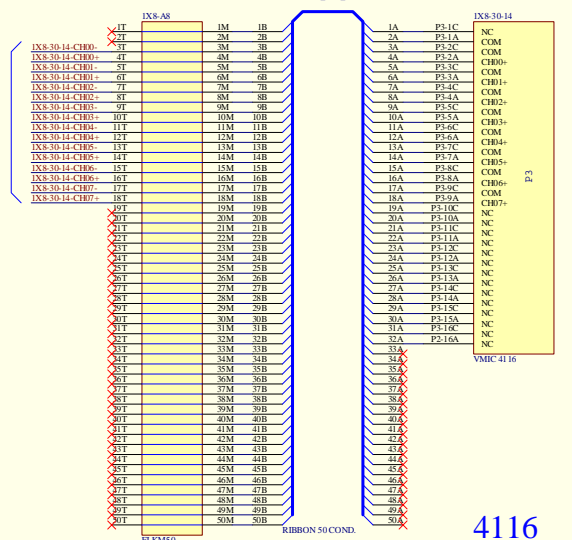 1X8-A8 1X8-30-14
1T 1M 1B 1A P3-1C NC
2T 2M 2B 2A P3-1A COM
1X8-30-14-CH00- 3T 3M 3B 3A P3-2C COM
1X8-30-14-CH00+ 4T 4M 4B 4A P3-2A CH00+
1X8-30-14-CH01- 5T 5M 5B 5A P3-3C COM
1X8-30-14-CH01+ 6T 6M 6B 6A P3-3A CH01+
1X8-30-14-CH02- 7T 7M 7B 7A P3-4C COM
1X8-30-14-CH02+ 8T 8M 8B 8A P3-4A CH02+
1X8-30-14-CH03- 9T 9M 9B 9A P3-5C COM
1X8-30-14-CH03+ 10T 10M 10B 10A P3-5A CH03+
1X8-30-14-CH04- 11T 11M 11B 11A P3-6C COM
1X8-30-14-CH04+ 12T 12M 12B 12A P3-6A CH04+
1X8-30-14-CH05- 13T 13M 13B 13A P3-7C COM
1X8-30-14-CH05+ 14T 14M 14B 14A P3-7A CH05+
1X8-30-14-CH06- 15T 15M 15B 15A P3-8C COM
1X8-30-14-CH06+ 16T 16M 16B 16A P3-8A CH06+
1X8-30-14-CH07- 17T 17M 17B 17A P3-9C COM
1X8-30-14-CH07+ 18T 18M 18B 18A P3-9A CH07+
P3
19T 19M 19B 19A P3-10C NC
20T 20M 20B 20A P3-10A NC
21T 21M 21B 21A P3-11C NC
22T 22M 22B 22A P3-11A NC
23T 23M 23B 23A P3-12C NC
24T 24M 24B 24A P3-12A NC
25T 25M 25B 25A P3-13C NC
26T 26M 26B 26A P3-13A NC
27T 27M 27B 27A P3-14C NC
28T 28M 28B 28A P3-14A NC
29T 29M 29B 29A P3-15C NC
30T 30M 30B 30A P3-15A NC
31T 31M 31B 31A P3-16C NC
32T 32M 32B 32A P2-16A NC
33T 33M 33B 33A
VMIC 4116
34T 34M 34B 34A
35T 35M 35B 35A
36T 36M 36B 36A
37T 37M 37B 37A
38T 38M 38B 38A
39T 39M 39B 39A
40T 40M 40B 40A
41T 41M 41B 41A
42T 42M 42B 42A
43T 43M 43B 43A
44T 44M 44B 44A
45T 45M 45B 45A
46T 46M 46B 46A
47T 47M 47B 47A
48T 48M 48B 48A
49T 49M 49B 49A
50T 50M 50B 50A
RIBBON 50 COND.
4116
FLKM50